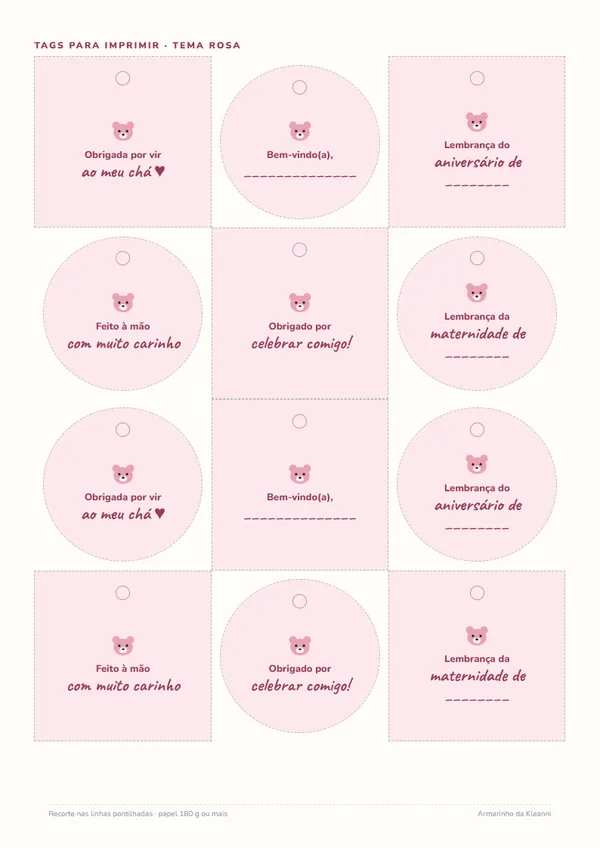 TAGS PARA IMPRIMIR · TEMA ROSA
Obrigada por vir
ao meu chá ♥
Bem-vindo(a),
______________
Lembrança do
aniversário de
________
Feito à mão
com muito carinho
Obrigado por
celebrar comigo!
Lembrança da
maternidade de
________
Obrigada por vir
ao meu chá ♥
Bem-vindo(a),
______________
Lembrança do
aniversário de
________
Feito à mão
com muito carinho
Obrigado por
celebrar comigo!
Lembrança da
maternidade de
________
Recorte nas linhas pontilhadas · papel 180 g ou mais
Armarinho da Kleanni